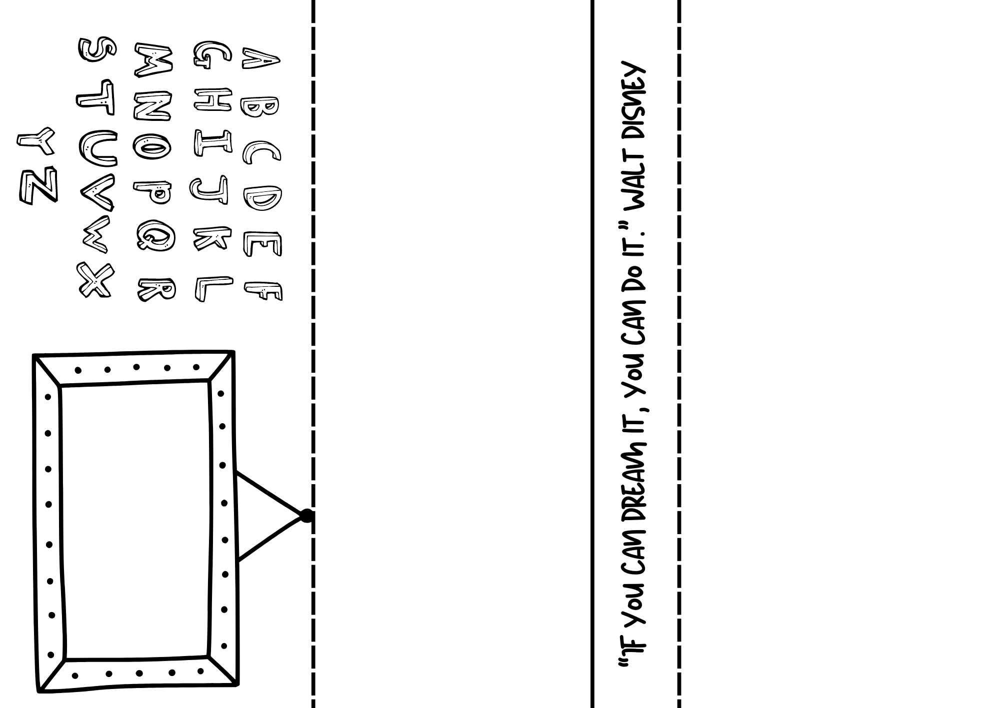 A B C D E F
G H I J K L
M N O P Q R
S T U V W X
Y Z
"IF YOU CAN DREAM IT, YOU CAN DO IT." WALT DISNEY